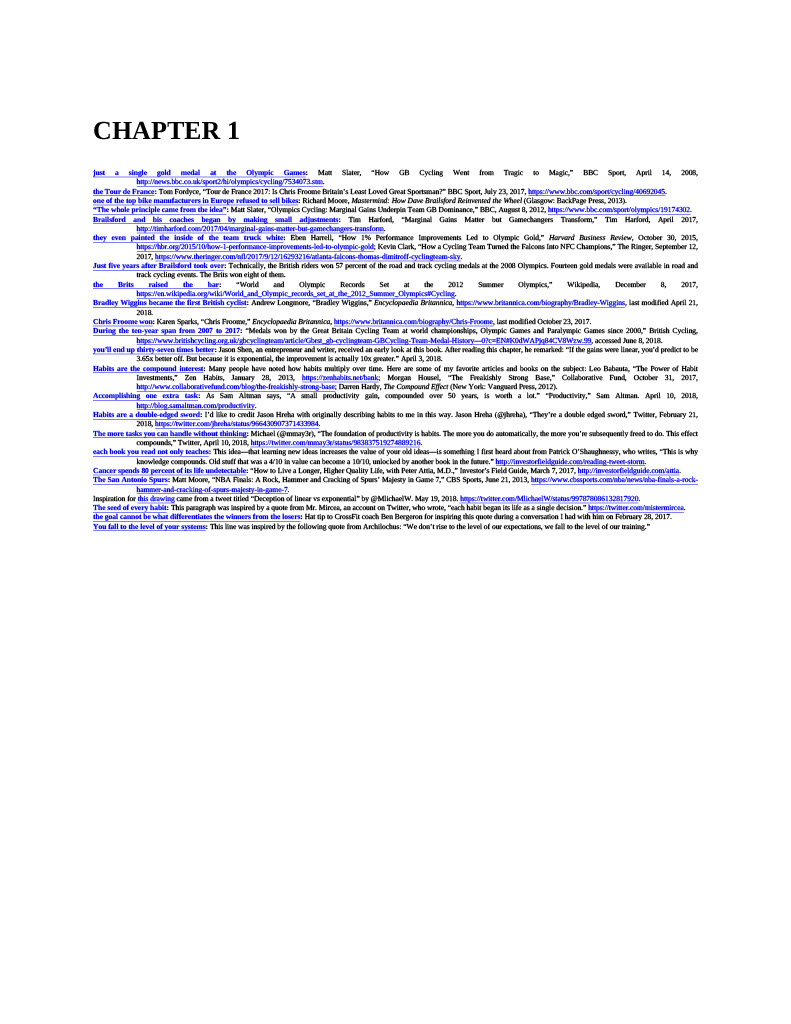 CHAPTER 1
just a single gold medal at the Olympic Games: Matt Slater, “How GB Cycling Went from Tragic to Magic,” BBC Sport, April 14, 2008,
http://news.bbc.co.uk/sport2/hi/olympics/cycling/7534073.stm.
the Tour de France: Tom Fordyce, “Tour de France 2017: Is Chris Froome Britain’s Least Loved Great Sportsman?” BBC Sport, July 23, 2017, https://www.bbc.com/sport/cycling/40692045.
one of the top bike manufacturers in Europe refused to sell bikes: Richard Moore, Mastermind: How Dave Brailsford Reinvented the Wheel (Glasgow: BackPage Press, 2013).
“The whole principle came from the idea”: Matt Slater, “Olympics Cycling: Marginal Gains Underpin Team GB Dominance,” BBC, August 8, 2012, https://www.bbc.com/sport/olympics/19174302.
Brailsford and his coaches began by making small adjustments: Tim Harford, “Marginal Gains Matter but Gamechangers Transform,” Tim Harford, April 2017,
http://timharford.com/2017/04/marginal-gains-matter-but-gamechangers-transform.
they even painted the inside of the team truck white: Eben Harrell, “How 1% Performance Improvements Led to Olympic Gold,” Harvard Business Review, October 30, 2015,
https://hbr.org/2015/10/how-1-performance-improvements-led-to-olympic-gold; Kevin Clark, “How a Cycling Team Turned the Falcons Into NFC Champions,” The Ringer, September 12,
2017, https://www.theringer.com/nfl/2017/9/12/16293216/atlanta-falcons-thomas-dimitroff-cyclingteam-sky.
Just five years after Brailsford took over: Technically, the British riders won 57 percent of the road and track cycling medals at the 2008 Olympics. Fourteen gold medals were available in road and
track cycling events. The Brits won eight of them.
the Brits raised the bar: “World and Olympic Records Set at the 2012 Summer Olympics,” Wikipedia, December 8, 2017,
https://en.wikipedia.org/wiki/World_and_Olympic_records_set_at_the_2012_Summer_Olympics#Cycling.
Bradley Wiggins became the first British cyclist: Andrew Longmore, “Bradley Wiggins,” Encyclopaedia Britannica, https://www.britannica.com/biography/Bradley-Wiggins, last modified April 21,
2018.
Chris Froome won: Karen Sparks, “Chris Froome,” Encyclopaedia Britannica, https://www.britannica.com/biography/Chris-Froome, last modified October 23, 2017.
During the ten-year span from 2007 to 2017: “Medals won by the Great Britain Cycling Team at world championships, Olympic Games and Paralympic Games since 2000,” British Cycling,
https://www.britishcycling.org.uk/gbcyclingteam/article/Gbrst_gb-cyclingteam-GBCycling-Team-Medal-History—0?c=EN#K0dWAPjq84CV8Wzw.99, accessed June 8, 2018.
you’ll end up thirty-seven times better: Jason Shen, an entrepreneur and writer, received an early look at this book. After reading this chapter, he remarked: “If the gains were linear, you’d predict to be
3.65x better off. But because it is exponential, the improvement is actually 10x greater.” April 3, 2018.
Habits are the compound interest: Many people have noted how habits multiply over time. Here are some of my favorite articles and books on the subject: Leo Babauta, “The Power of Habit
Investments,” Zen Habits, January 28, 2013, https://zenhabits.net/bank; Morgan Housel, “The Freakishly Strong Base,” Collaborative Fund, October 31, 2017,
http://www.collaborativefund.com/blog/the-freakishly-strong-base; Darren Hardy, The Compound Effect (New York: Vanguard Press, 2012).
Accomplishing one extra task: As Sam Altman says, “A small productivity gain, compounded over 50 years, is worth a lot.” “Productivity,” Sam Altman. April 10, 2018,
http://blog.samaltman.com/productivity.
Habits are a double-edged sword: I’d like to credit Jason Hreha with originally describing habits to me in this way. Jason Hreha (@jhreha), “They’re a double edged sword,” Twitter, February 21,
2018, https://twitter.com/jhreha/status/966430907371433984.
The more tasks you can handle without thinking: Michael (@mmay3r), “The foundation of productivity is habits. The more you do automatically, the more you’re subsequently freed to do. This effect
compounds,” Twitter, April 10, 2018, https://twitter.com/mmay3r/status/983837519274889216.
each book you read not only teaches: This idea—that learning new ideas increases the value of your old ideas—is something I first heard about from Patrick O’Shaughnessy, who writes, “This is why
knowledge compounds. Old stuff that was a 4/10 in value can become a 10/10, unlocked by another book in the future.” http://investorfieldguide.com/reading-tweet-storm.
Cancer spends 80 percent of its life undetectable: “How to Live a Longer, Higher Quality Life, with Peter Attia, M.D.,” Investor’s Field Guide, March 7, 2017, http://investorfieldguide.com/attia.
The San Antonio Spurs: Matt Moore, “NBA Finals: A Rock, Hammer and Cracking of Spurs’ Majesty in Game 7,” CBS Sports, June 21, 2013, https://www.cbssports.com/nba/news/nba-finals-a-rock-
hammer-and-cracking-of-spurs-majesty-in-game-7.
Inspiration for this drawing came from a tweet titled “Deception of linear vs exponential” by @MlichaelW. May 19, 2018. https://twitter.com/MlichaelW/status/997878086132817920.
The seed of every habit: This paragraph was inspired by a quote from Mr. Mircea, an account on Twitter, who wrote, “each habit began its life as a single decision.” https://twitter.com/mistermircea.
the goal cannot be what differentiates the winners from the losers: Hat tip to CrossFit coach Ben Bergeron for inspiring this quote during a conversation I had with him on February 28, 2017.
You fall to the level of your systems: This line was inspired by the following quote from Archilochus: “We don’t rise to the level of our expectations, we fall to the level of our training.”